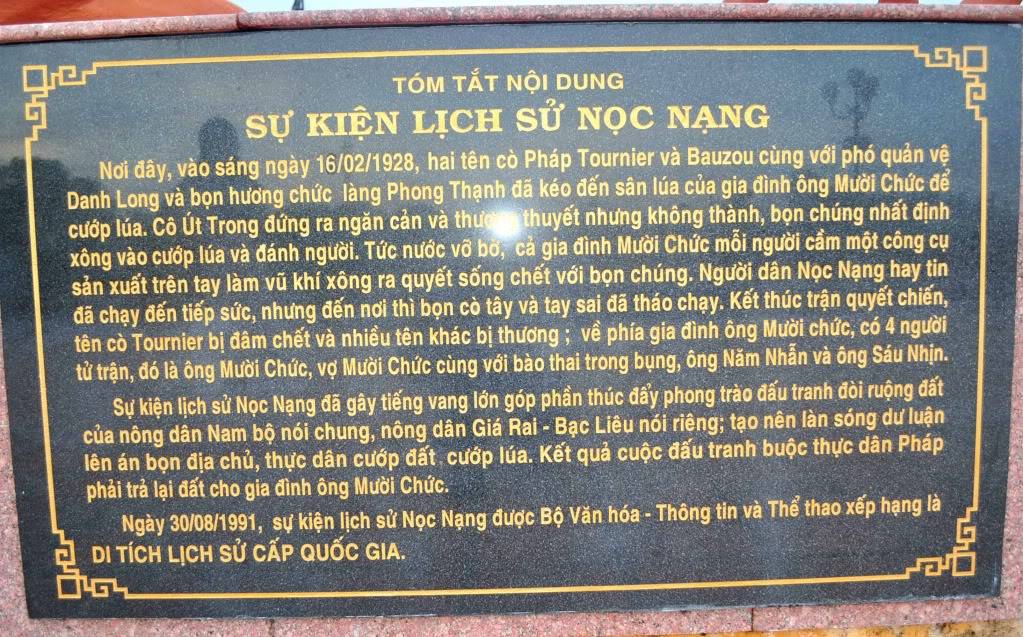 TÓM TẮT NỘI DUNG
SỰ KIỆN LỊCH SỬ NỌC NẠNG
Nơi đây, vào sáng ngày 16/02/1928, hai tên cò Pháp Tournier và Bauzou cùng với phó quản vệ
Danh Long và bọn hương chức làng Phong Thạnh đã kéo đến sân lúa của gia đình ông Mười Chức để
cướp lúa. Cô Út Trong đứng ra ngăn cản và thương thuyết nhưng không thành, bọn chúng nhất định
xông vào cướp lúa và đánh người. Tức nước vỡ bờ, cả gia đình Mười Chức mỗi người cầm một công cụ
sản xuất trên tay làm vũ khí xông ra quyết sống chết với bọn chúng. Người dân Nọc Nạng hay tin
đã chạy đến tiếp sức, nhưng đến nơi thì bọn cò tây và tay sai đã tháo chạy. Kết thúc trận quyết chiến,
tên cò Tournier bị đâm chết và nhiều tên khác bị thương ; về phía gia đình ông Mười chức, có 4 người
tử trận, đó là ông Mười Chức, vợ Mười Chức cùng với bào thai trong bụng, ông Năm Nhẫn và ông Sáu Nhịn.
Sự kiện lịch sử Nọc Nạng đã gây tiếng vang lớn góp phần thúc đẩy phong trào đấu tranh đòi ruộng đất
của nông dân Nam bộ nói chung, nông dân Giá Rai - Bạc Liêu nói riêng; tạo nên làn sóng dư luận
lên án bọn địa chủ, thực dân cướp đất cướp lúa. Kết quả cuộc đấu tranh buộc thực dân Pháp
phải trả lại đất cho gia đình ông Mười Chức.
Ngày 30/08/1991, sự kiện lịch sử Nọc Nạng được Bộ Văn hóa - Thông tin và Thể thao xếp hạng là
DI TÍCH LỊCH SỬ CẤP QUỐC GIA.